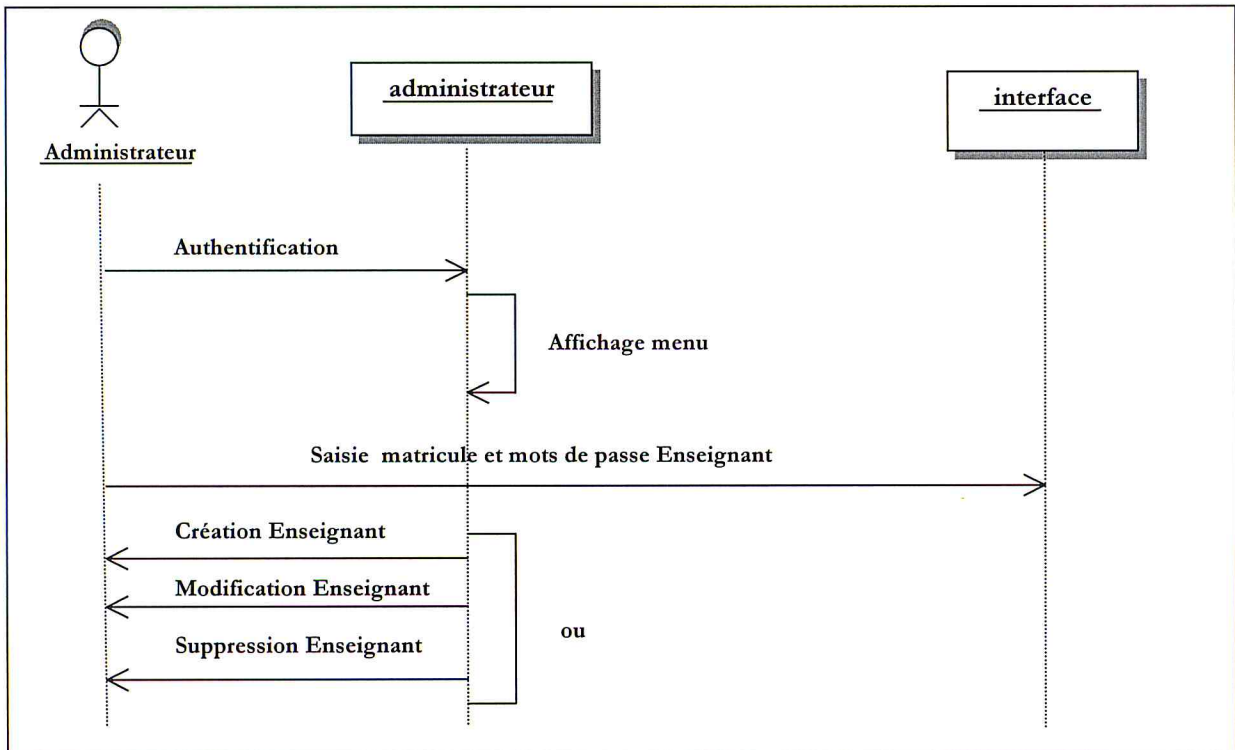 administrateur
interface
Administrateur
Authentification
Affichage menu
Saisie matricule et mots de passe Enseignant
Création Enseignant
Modification Enseignant
ou
Suppression Enseignant